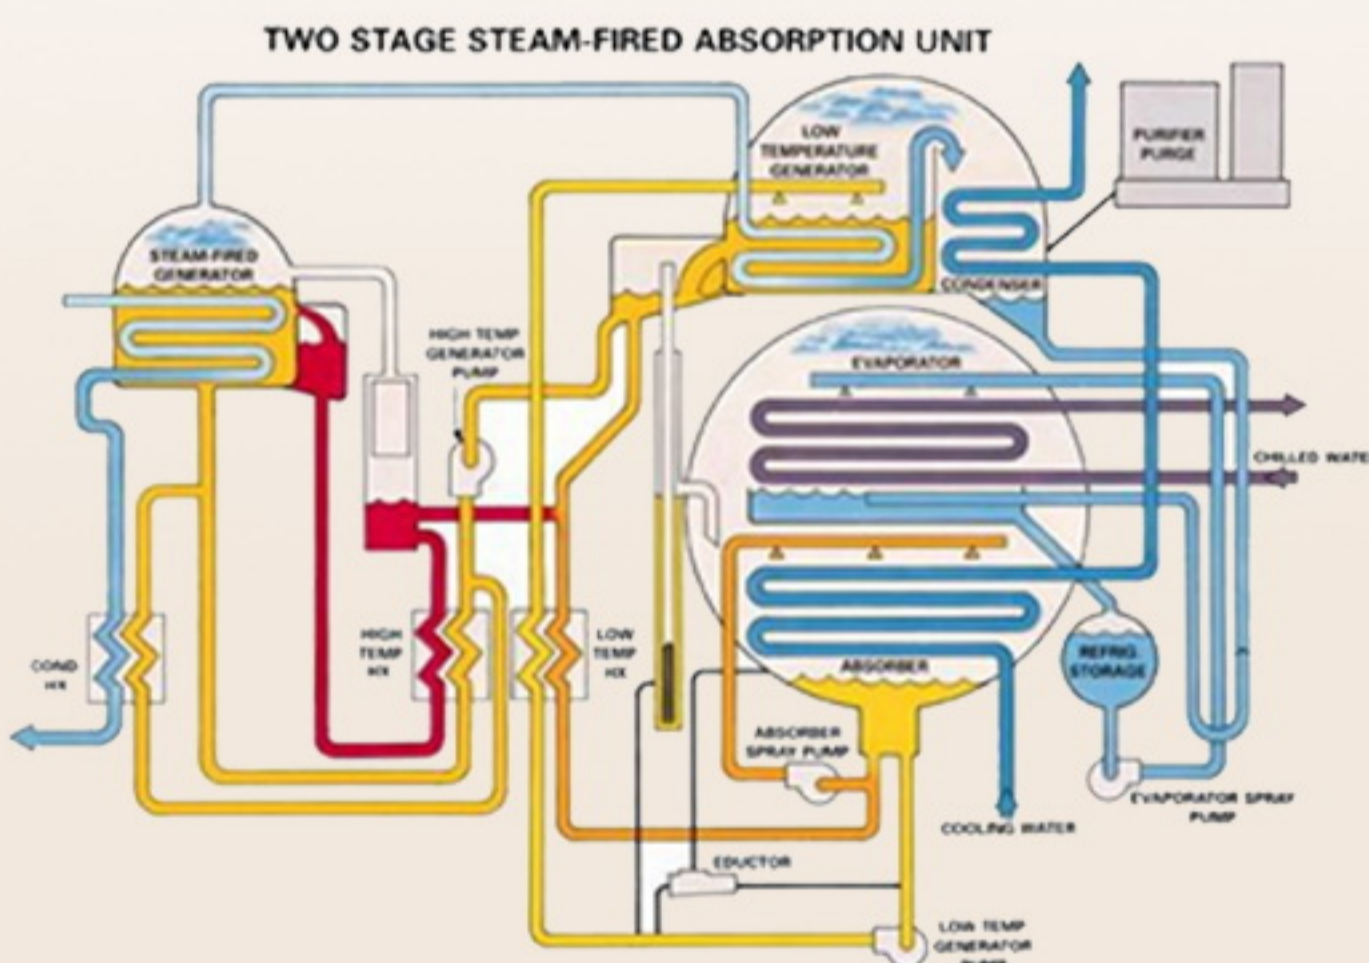 TWO STAGE STEAM-FIRED ABSORPTION UNIT
LOW
TEMPERATURE
GENERATOR
PURIFIER
PURGE
STEAM-FIRED
GENERATOR
CONDENSER
HIGH TEMP
GENERATOR
PUMP
EVAPORATOR
CHILLED WATE
COND
HX
HIGH
TEMP
HX
LOW
TEMP
HX
ABSORBER
REFRIG.
STORAGE
ABSORBER
SPRAY PUMP
EVAPORATOR SPRAY
PUMP
COOLING WATER
EDUCTOR
LOW TEMP
GENERATOR
PUMP